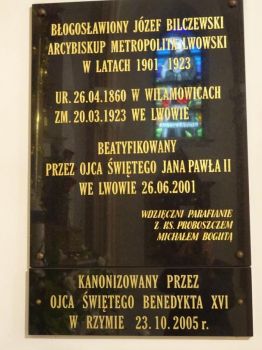 BŁOGOSŁAWIONY JÓZEF BILCZEWSKI
ARCYBISKUP METROPOLITA LWOWSKI
W LATACH 1901 - 1923
UR. 26.04.1860 W WILAMOWICACH
ZM. 20.03.1923 WE LWOWIE
BEATYFIKOWANY
PRZEZ OJCA ŚWIĘTEGO JANA PAWŁA II
WE LWOWIE 26.06.2001
WDZIĘCZNI PARAFIANIE
Z KS. PROBOSZCZEM
MICHAŁEM BOGUTĄ
KANONIZOWANY PRZEZ
OJCA ŚWIĘTEGO BENEDYKTA XVI
W RZYMIE 23.10.2005 r.